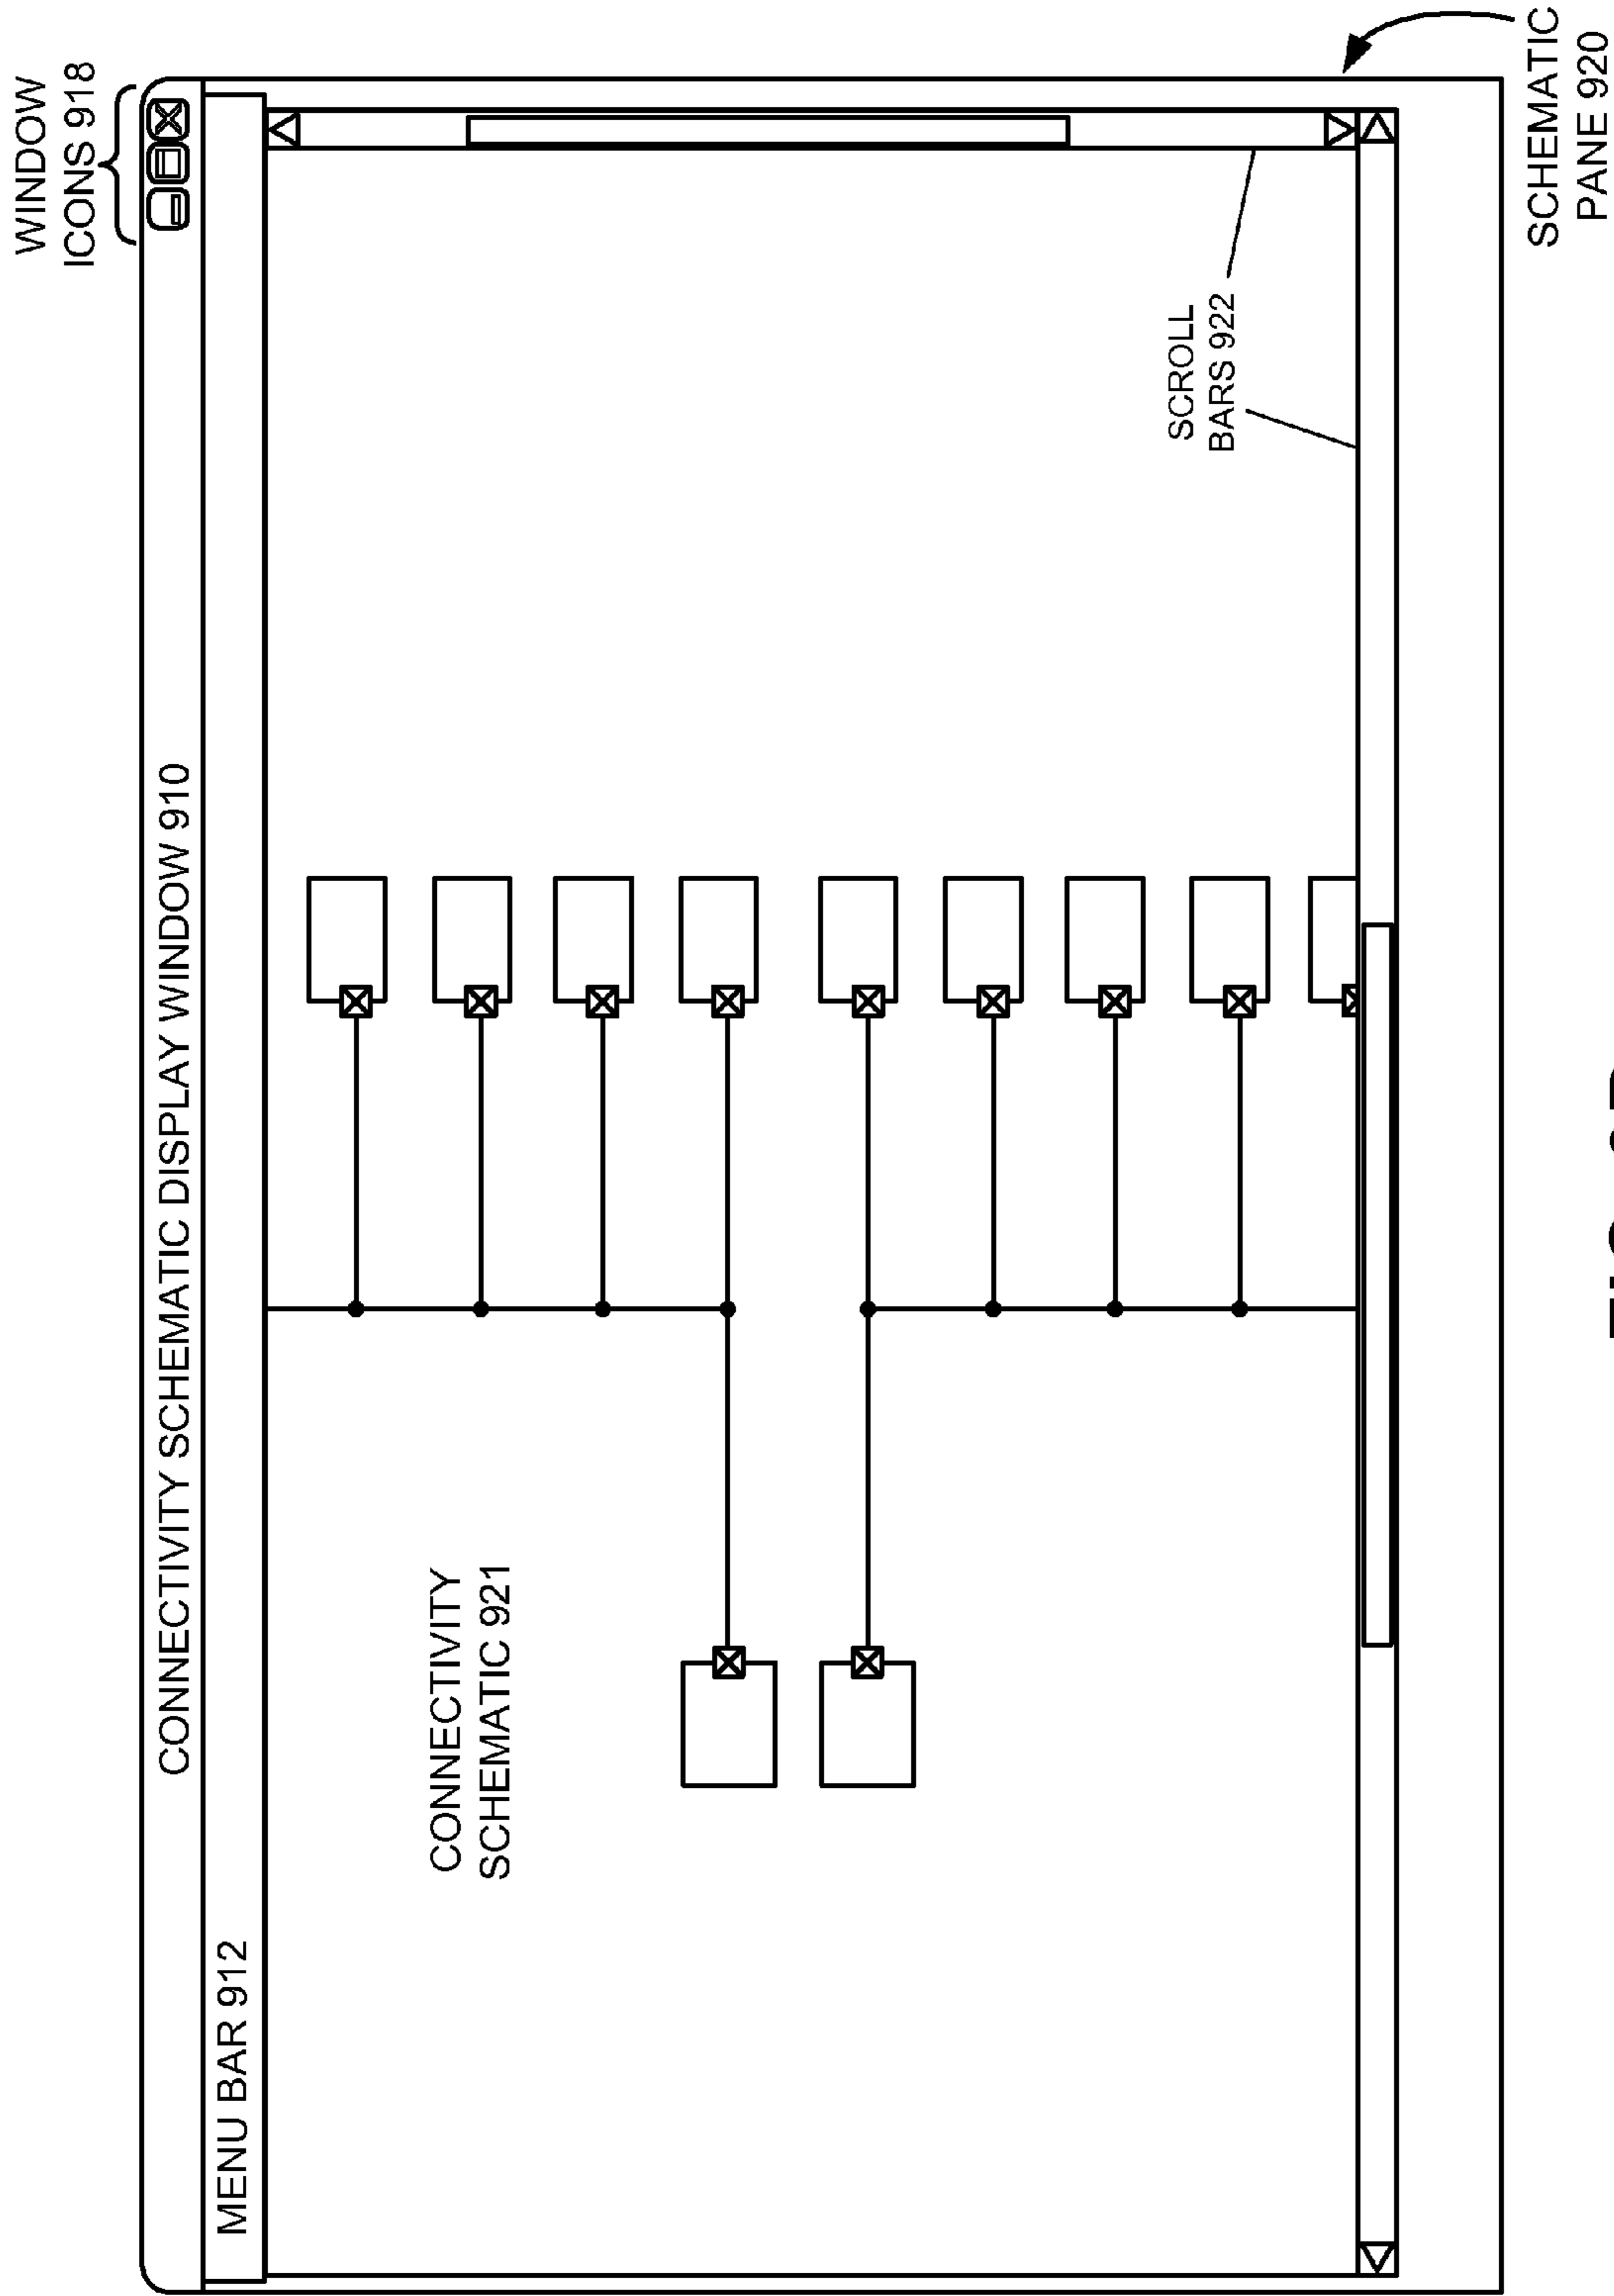 WINDOW
ICONS 918
CONNECTIVITY SCHEMATIC DISPLAY WINDOW 910
MENU BAR 912
CONNECTIVITY
SCHEMATIC 921
SCROLL
BARS 922
SCHEMATIC
PANE 920